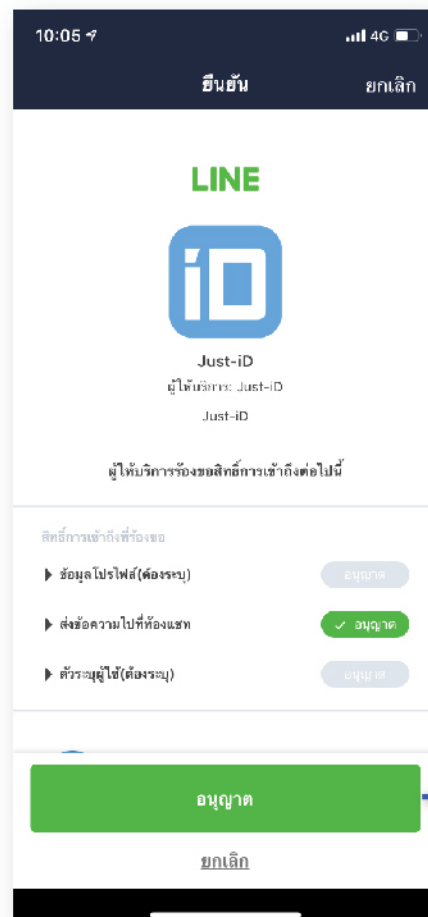 10:05
4G
ยืนยัน
ยกเลิก
LINE
iD
Just-iD
ผู้ให้บริการ: Just-iD
Just-iD
ผู้ให้บริการร้องขอสิทธิ์การเข้าถึงต่อไปนี้
สิทธิ์การเข้าถึงที่ร้องขอ
ข้อมูลโปรไฟล์(ต้องระบุ) อนุญาต
ส่งข้อความไปที่ห้องแชท อนุญาต
ตัวระบุผู้ใช้(ต้องระบุ) อนุญาต
อนุญาต
ยกเลิก